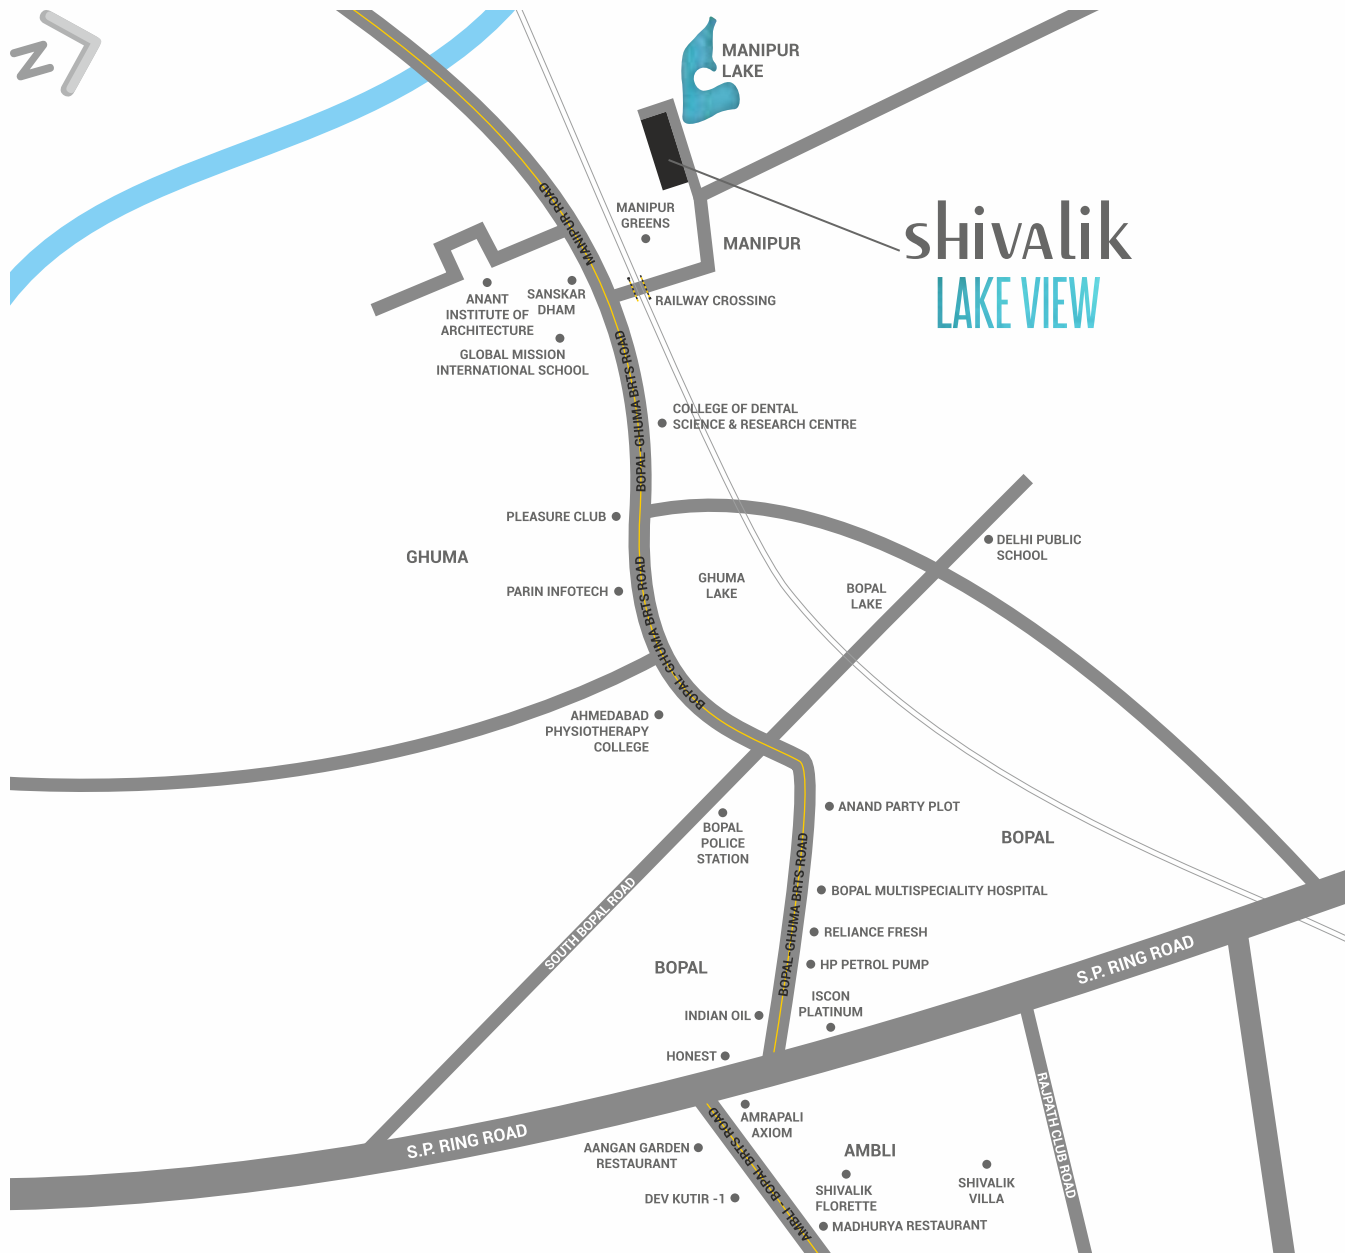 N
MANIPUR
LAKE
MANIPUR ROAD
MANIPUR
GREENS
MANIPUR
shivalik
LAKE VIEW
RAILWAY CROSSING
ANANT
INSTITUTE OF
ARCHITECTURE
SANSKAR
DHAM
GLOBAL MISSION
INTERNATIONAL SCHOOL
BOPAL-GHUMA BRTS ROAD
COLLEGE OF DENTAL
SCIENCE & RESEARCH CENTRE
PLEASURE CLUB
GHUMA
DELHI PUBLIC
SCHOOL
PARIN INFOTECH
GHUMA
LAKE
BOPAL
LAKE
BOPAL-GHUMA BRTS ROAD
AHMEDABAD
PHYSIOTHERAPY
COLLEGE
ANAND PARTY PLOT
BOPAL
POLICE
STATION
BOPAL
BOPAL-GHUMA BRTS ROAD
SOUTH BOPAL ROAD
BOPAL MULTISPECIALITY HOSPITAL
RELIANCE FRESH
BOPAL
HP PETROL PUMP
S.P. RING ROAD
ISCON
PLATINUM
INDIAN OIL
HONEST
AMRAPALI
AXIOM
S.P. RING ROAD
AANGAN GARDEN
RESTAURANT
AMBLI - BOPAL BRTS ROAD
AMBLI
RAJPATH CLUB ROAD
DEV KUTIR -1
SHIVALIK
FLORETTE
SHIVALIK
VILLA
MADHURYA RESTAURANT